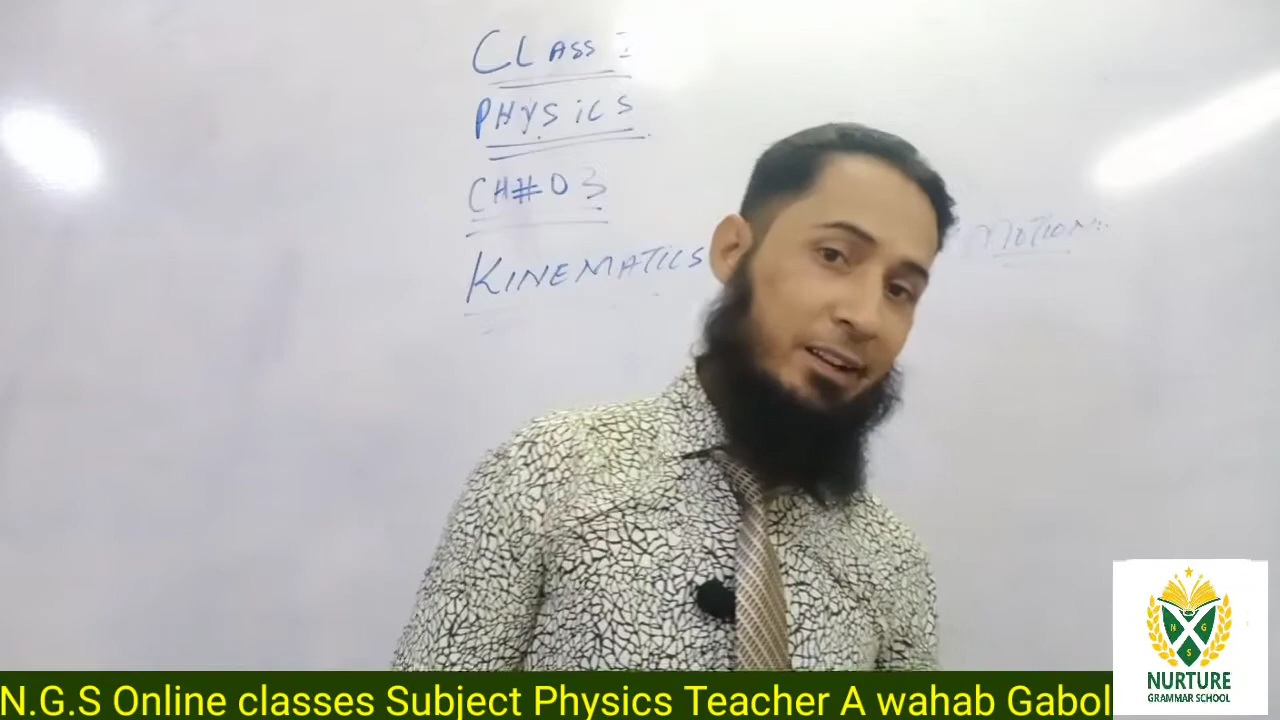 CLASS
PHYSICS
CH#03
KINEMATICS
MOTION
N.G.S Online classes Subject Physics Teacher A wahab Gabol
N G
S
NURTURE
GRAMMAR SCHOOL